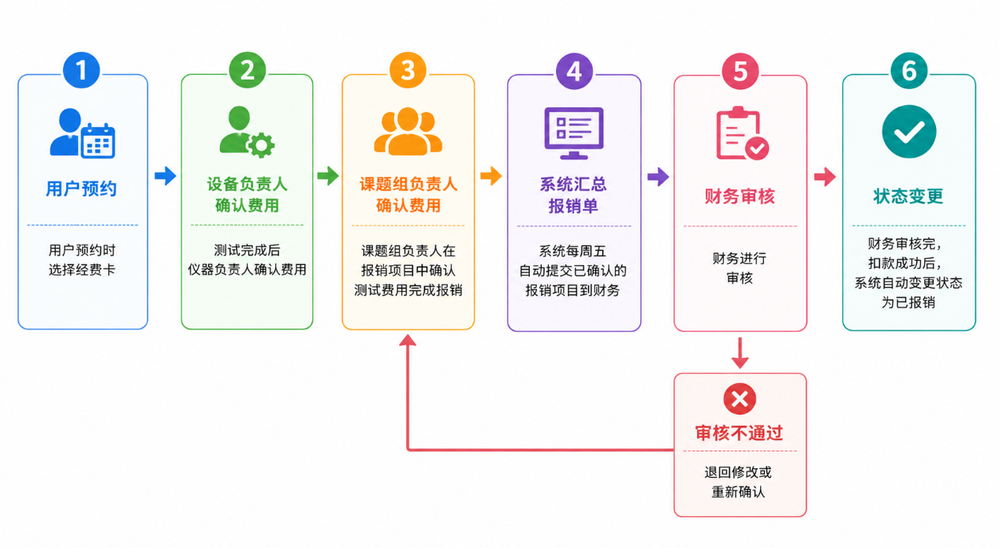 1
用户预约
用户预约时
选择经费卡
2
设备负责人
确认费用
测试完成后
仪器负责人确认费用
3
课题组负责人
确认费用
课题组负责人在
报销项目中确认
测试费用完成报销
4
系统汇总
报销单
系统每周五
自动提交已确认的
报销项目到财务
5
财务审核
财务进行
审核
6
状态变更
财务审核完，
扣款成功后，
系统自动变更状态
为已报销
审核不通过
退回修改或
重新确认